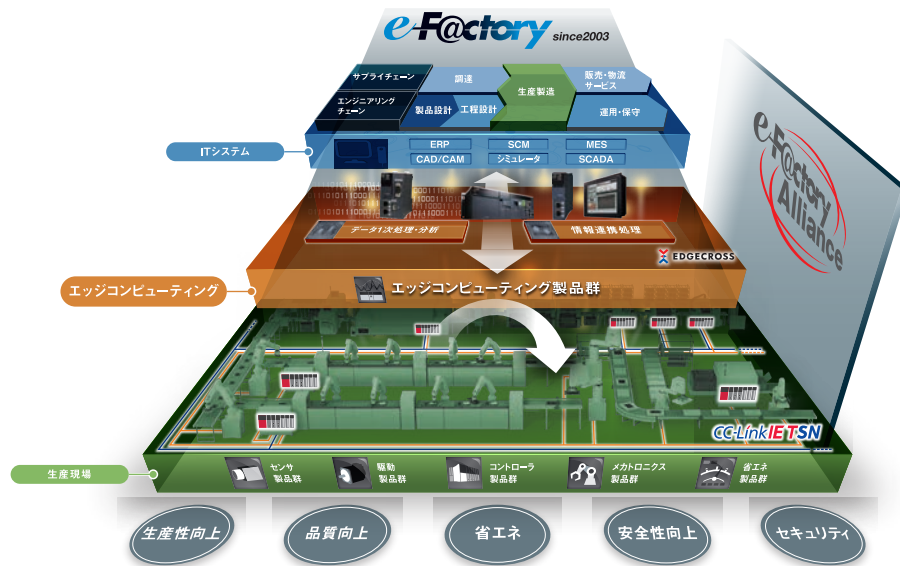 e-F@ctory since2003
サプライチェーン
調達
生産製造
販売・物流
サービス
エンジニアリング
チェーン
製品設計
工程設計
運用・保守
ITシステム
ERP
SCM
MES
CAD/CAM
シミュレータ
SCADA
e-F@ctory
Alliance
データ1次処理・分析
情報連携処理
EDGECROSS
エッジコンピューティング
エッジコンピューティング製品群
CC-Link IE TSN
生産現場
センサ
製品群
駆動
製品群
コントローラ
製品群
メカトロニクス
製品群
省エネ
製品群
生産性向上
品質向上
省エネ
安全性向上
セキュリティ